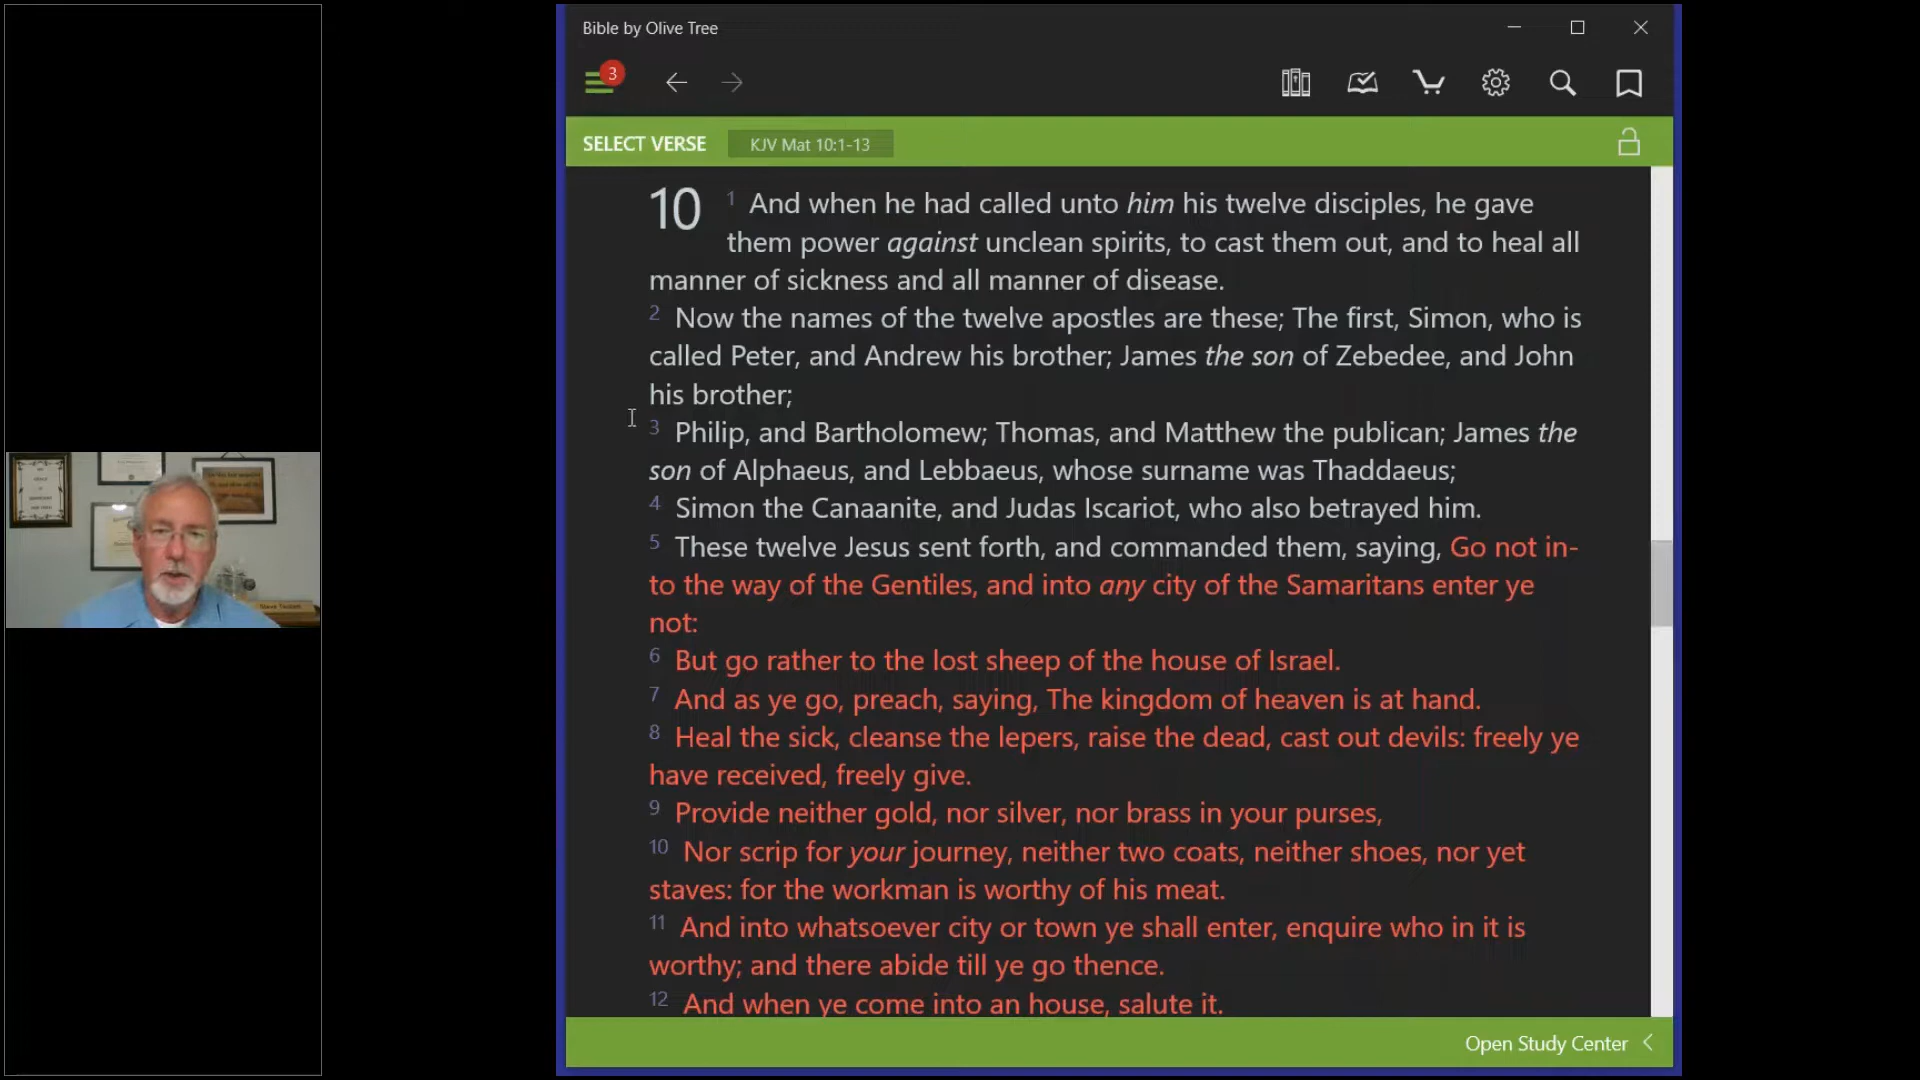 Bible by Olive Tree
3
SELECT VERSE KJV Mat 10:1-13
10 1 And when he had called unto him his twelve disciples, he gave
them power against unclean spirits, to cast them out, and to heal all
manner of sickness and all manner of disease.
2 Now the names of the twelve apostles are these; The first, Simon, who is
called Peter, and Andrew his brother; James the son of Zebedee, and John
his brother;
3 Philip, and Bartholomew; Thomas, and Matthew the publican; James the
son of Alphaeus, and Lebbaeus, whose surname was Thaddaeus;
4 Simon the Canaanite, and Judas Iscariot, who also betrayed him.
5 These twelve Jesus sent forth, and commanded them, saying, Go not in-
to the way of the Gentiles, and into any city of the Samaritans enter ye
not:
6 But go rather to the lost sheep of the house of Israel.
7 And as ye go, preach, saying, The kingdom of heaven is at hand.
8 Heal the sick, cleanse the lepers, raise the dead, cast out devils: freely ye
have received, freely give.
9 Provide neither gold, nor silver, nor brass in your purses,
10 Nor scrip for your journey, neither two coats, neither shoes, nor yet
staves: for the workman is worthy of his meat.
11 And into whatsoever city or town ye shall enter, enquire who in it is
worthy; and there abide till ye go thence.
12 And when ye come into an house, salute it.
Open Study Center